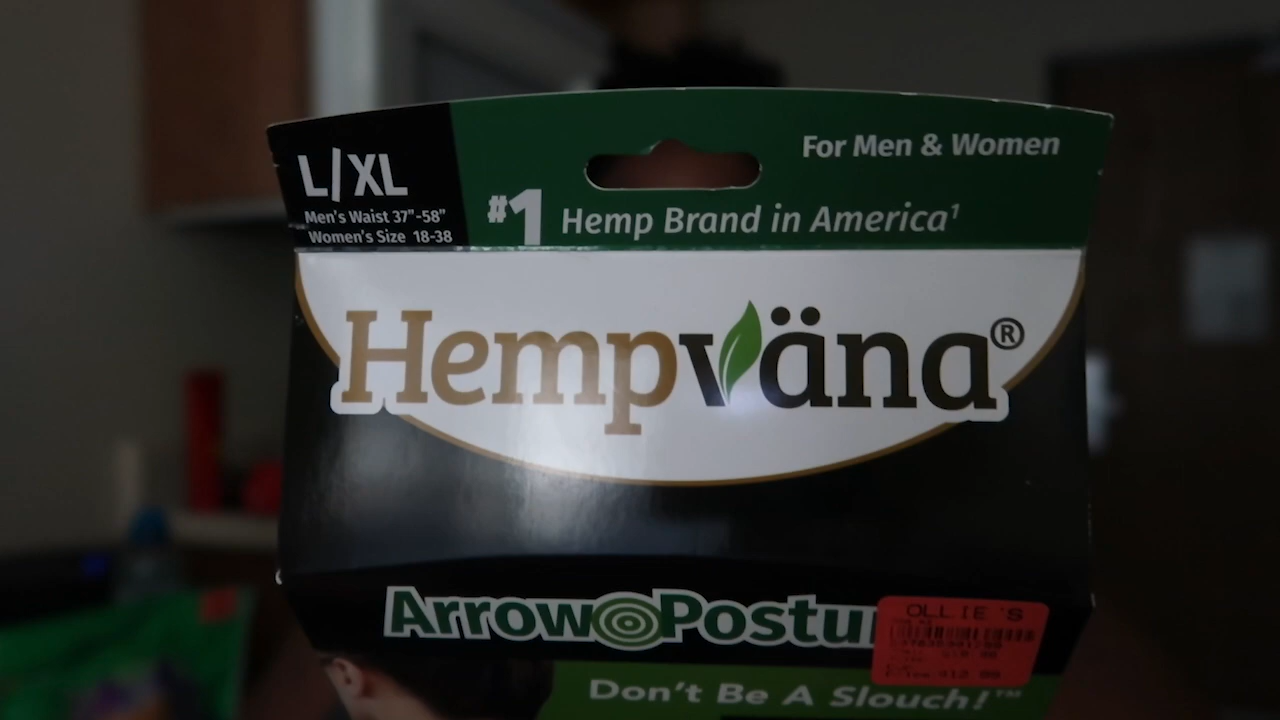 L/XL
Men's Waist 37"-58"
Women's Size 18-38
For Men & Women
#1 Hemp Brand in America¹
Hempväna®
Arrow Postu
OLLIE'S
Don't Be A Slouch!™